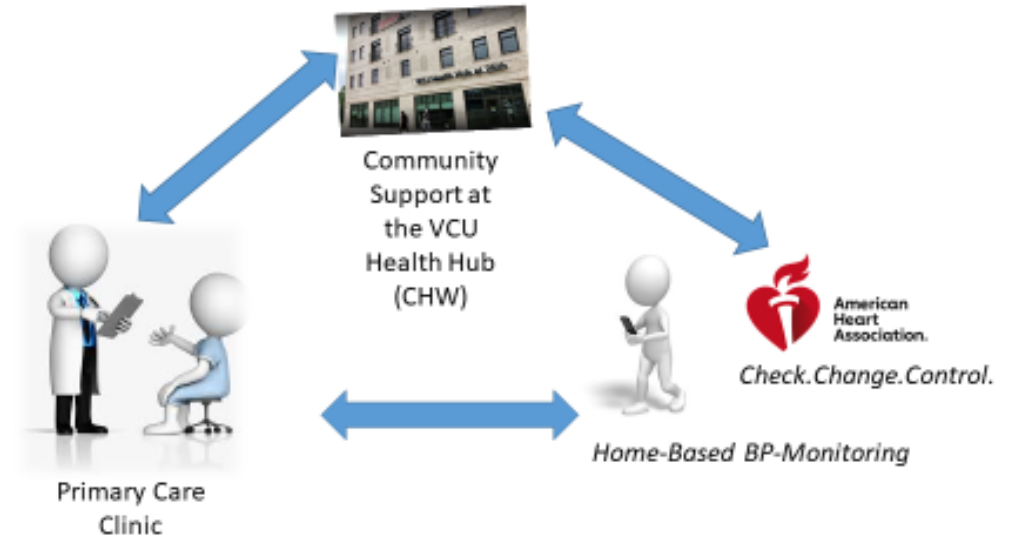 Community
Support at
the VCU
Health Hub
(CHW)
American
Heart
Association.
Check.Change.Control.
Home-Based BP-Monitoring
Primary Care
Clinic